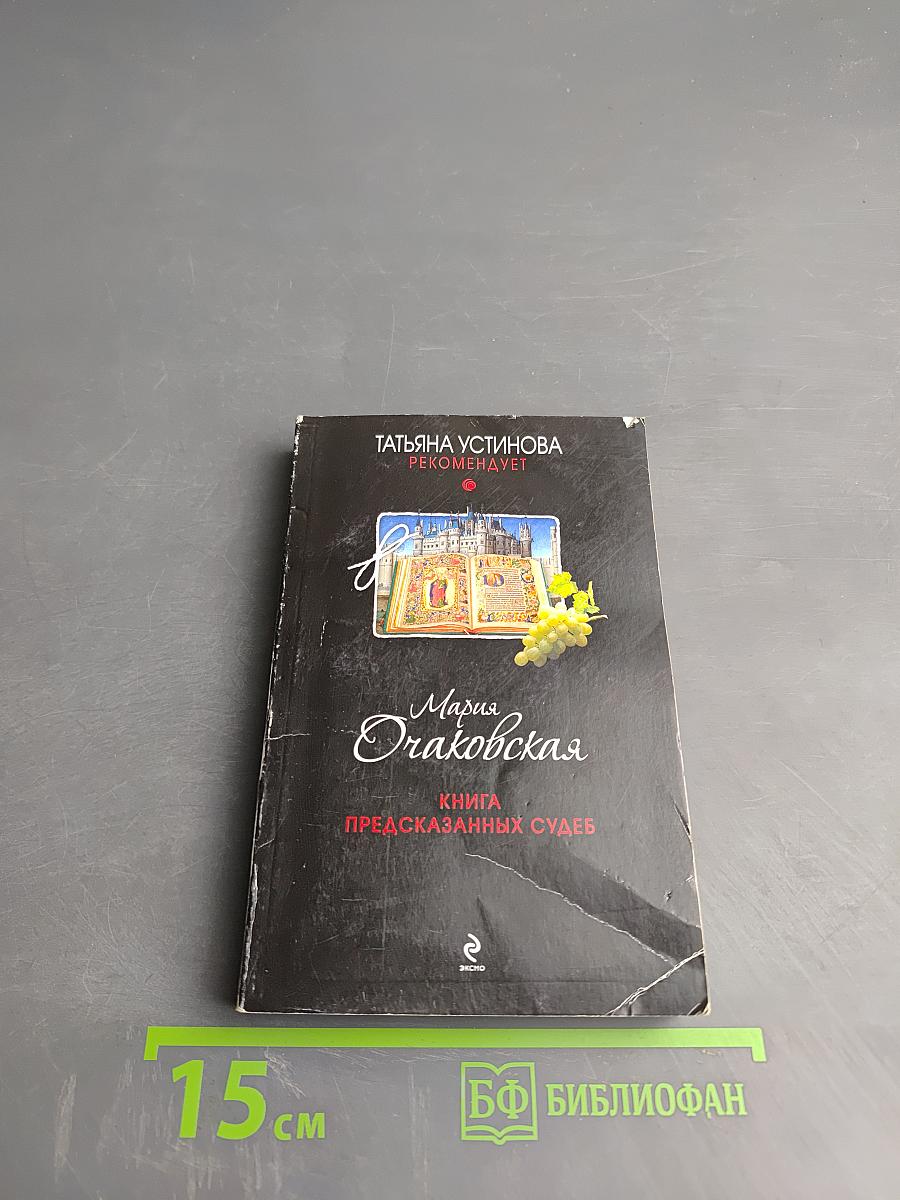 ТАТЬЯНА УСТИНОВА
РЕКОМЕНДУЕТ
Мария
Очаковская
КНИГА
ПРЕДСКАЗАННЫХ СУДЕБ
ЭКСМО
15 см
БФ БИБЛИОФАН